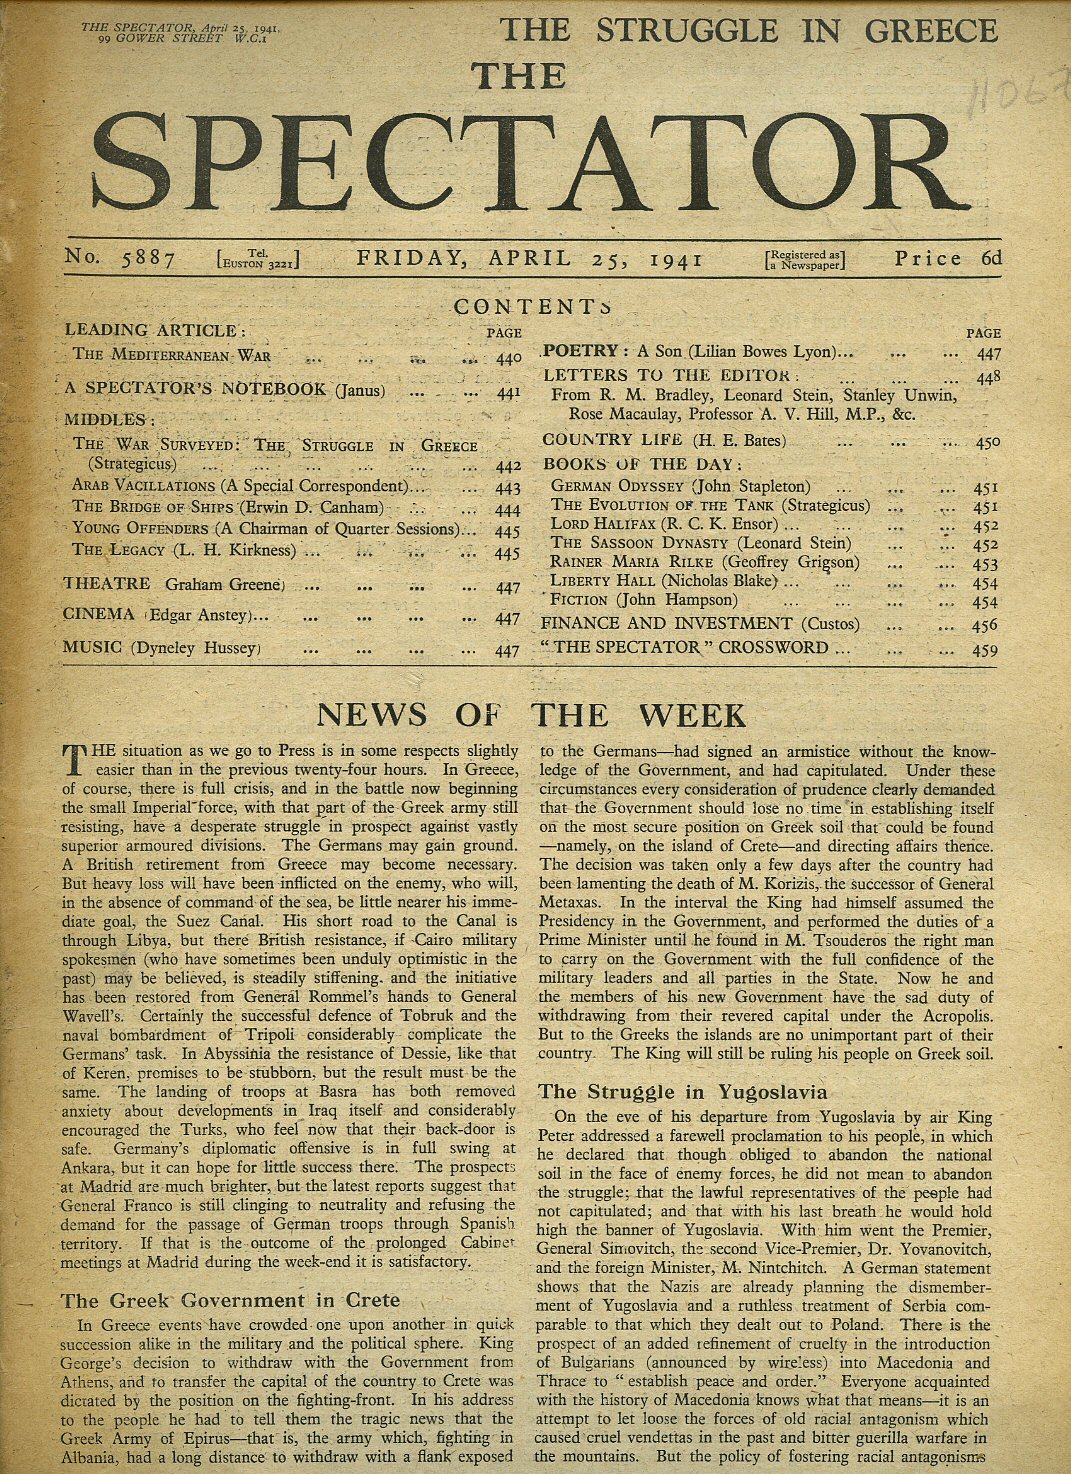 THE SPECTATOR, April 25, 1941.
99 GOWER STREET W.C.1
THE STRUGGLE IN GREECE
THE
SPECTATOR
No. 5887 [Tel. EUSTON 3221] FRIDAY, APRIL 25, 1941 [Registered as a Newspaper] Price 6d
CONTENTS
PAGE
LEADING ARTICLE :
THE MEDITERRANEAN WAR ... ... ... ... 440
A SPECTATOR'S NOTEBOOK (Janus) ... ... 441
MIDDLES :
THE WAR SURVEYED: THE STRUGGLE IN GREECE
(Strategicus) ... ... ... ... ... ... 442
ARAB VACILLATIONS (A Special Correspondent)... ... 443
THE BRIDGE OF SHIPS (Erwin D. Canham) ... ... 444
YOUNG OFFENDERS (A Chairman of Quarter Sessions)... 445
THE LEGACY (L. H. Kirkness) ... ... ... ... 445
THEATRE Graham Greene) ... ... ... ... 447
CINEMA (Edgar Anstey)... ... ... ... ... 447
MUSIC (Dyneley Hussey) ... ... ... ... 447
PAGE
POETRY : A Son (Lilian Bowes Lyon)... ... ... 447
LETTERS TO THE EDITOR : ... ... ... 448
From R. M. Bradley, Leonard Stein, Stanley Unwin,
Rose Macaulay, Professor A. V. Hill, M.P., &c.
COUNTRY LIFE (H. E. Bates) ... ... ... 450
BOOKS OF THE DAY :
GERMAN ODYSSEY (John Stapleton) ... ... ... 451
THE EVOLUTION OF THE TANK (Strategicus) ... ... 451
LORD HALIFAX (R. C. K. Ensor) ... ... ... ... 452
THE SASSOON DYNASTY (Leonard Stein) ... ... 452
RAINER MARIA RILKE (Geoffrey Grigson) ... ... 453
LIBERTY HALL (Nicholas Blake) ... ... ... ... 454
FICTION (John Hampson) ... ... ... 454
FINANCE AND INVESTMENT (Custos) ... ... 456
" THE SPECTATOR " CROSSWORD ... ... ... 459
NEWS OF THE WEEK
THE situation as we go to Press is in some respects slightly
easier than in the previous twenty-four hours. In Greece,
of course, there is full crisis, and in the battle now beginning
the small Imperial force, with that part of the Greek army still
resisting, have a desperate struggle in prospect against vastly
superior armoured divisions. The Germans may gain ground.
A British retirement from Greece may become necessary.
But heavy loss will have been inflicted on the enemy, who will,
in the absence of command of the sea, be little nearer his imme-
diate goal, the Suez Canal. His short road to the Canal is
through Libya, but there British resistance, if Cairo military
spokesmen (who have sometimes been unduly optimistic in the
past) may be believed, is steadily stiffening, and the initiative
has been restored from General Rommel's hands to General
Wavell's. Certainly the successful defence of Tobruk and the
naval bombardment of Tripoli considerably complicate the
Germans' task. In Abyssinia the resistance of Dessie, like that
of Keren, promises to be stubborn, but the result must be the
same. The landing of troops at Basra has both removed
anxiety about developments in Iraq itself and considerably
encouraged the Turks, who feel now that their back-door is
safe. Germany's diplomatic offensive is in full swing at
Ankara, but it can hope for little success there. The prospects
at Madrid are much brighter, but the latest reports suggest that
General Franco is still clinging to neutrality and refusing the
demand for the passage of German troops through Spanish
territory. If that is the outcome of the prolonged Cabinet
meetings at Madrid during the week-end it is satisfactory.
The Greek Government in Crete
In Greece events have crowded one upon another in quick
succession alike in the military and the political sphere. King
George's decision to withdraw with the Government from
Athens, and to transfer the capital of the country to Crete was
dictated by the position on the fighting-front. In his address
to the people he had to tell them the tragic news that the
Greek Army of Epirus—that is, the army which, fighting in
Albania, had a long distance to withdraw with a flank exposed
to the Germans—had signed an armistice without the know-
ledge of the Government, and had capitulated. Under these
circumstances every consideration of prudence clearly demanded
that the Government should lose no time in establishing itself
on the most secure position on Greek soil that could be found
—namely, on the island of Crete—and directing affairs thence.
The decision was taken only a few days after the country had
been lamenting the death of M. Korizis, the successor of General
Metaxas. In the interval the King had himself assumed the
Presidency in the Government, and performed the duties of a
Prime Minister until he found in M. Tsouderos the right man
to carry on the Government with the full confidence of the
military leaders and all parties in the State. Now he and
the members of his new Government have the sad duty of
withdrawing from their revered capital under the Acropolis.
But to the Greeks the islands are no unimportant part of their
country. The King will still be ruling his people on Greek soil.
The Struggle in Yugoslavia
On the eve of his departure from Yugoslavia by air King
Peter addressed a farewell proclamation to his people, in which
he declared that though obliged to abandon the national
soil in the face of enemy forces, he did not mean to abandon
the struggle; that the lawful representatives of the people had
not capitulated; and that with his last breath he would hold
high the banner of Yugoslavia. With him went the Premier,
General Simovitch, the second Vice-Premier, Dr. Yovanovitch,
and the foreign Minister, M. Nintchitch. A German statement
shows that the Nazis are already planning the dismember-
ment of Yugoslavia and a ruthless treatment of Serbia com-
parable to that which they dealt out to Poland. There is the
prospect of an added refinement of cruelty in the introduction
of Bulgarians (announced by wireless) into Macedonia and
Thrace to " establish peace and order." Everyone acquainted
with the history of Macedonia knows what that means—it is an
attempt to let loose the forces of old racial antagonism which
caused cruel vendettas in the past and bitter guerilla warfare in
the mountains. But the policy of fostering racial antagonisms